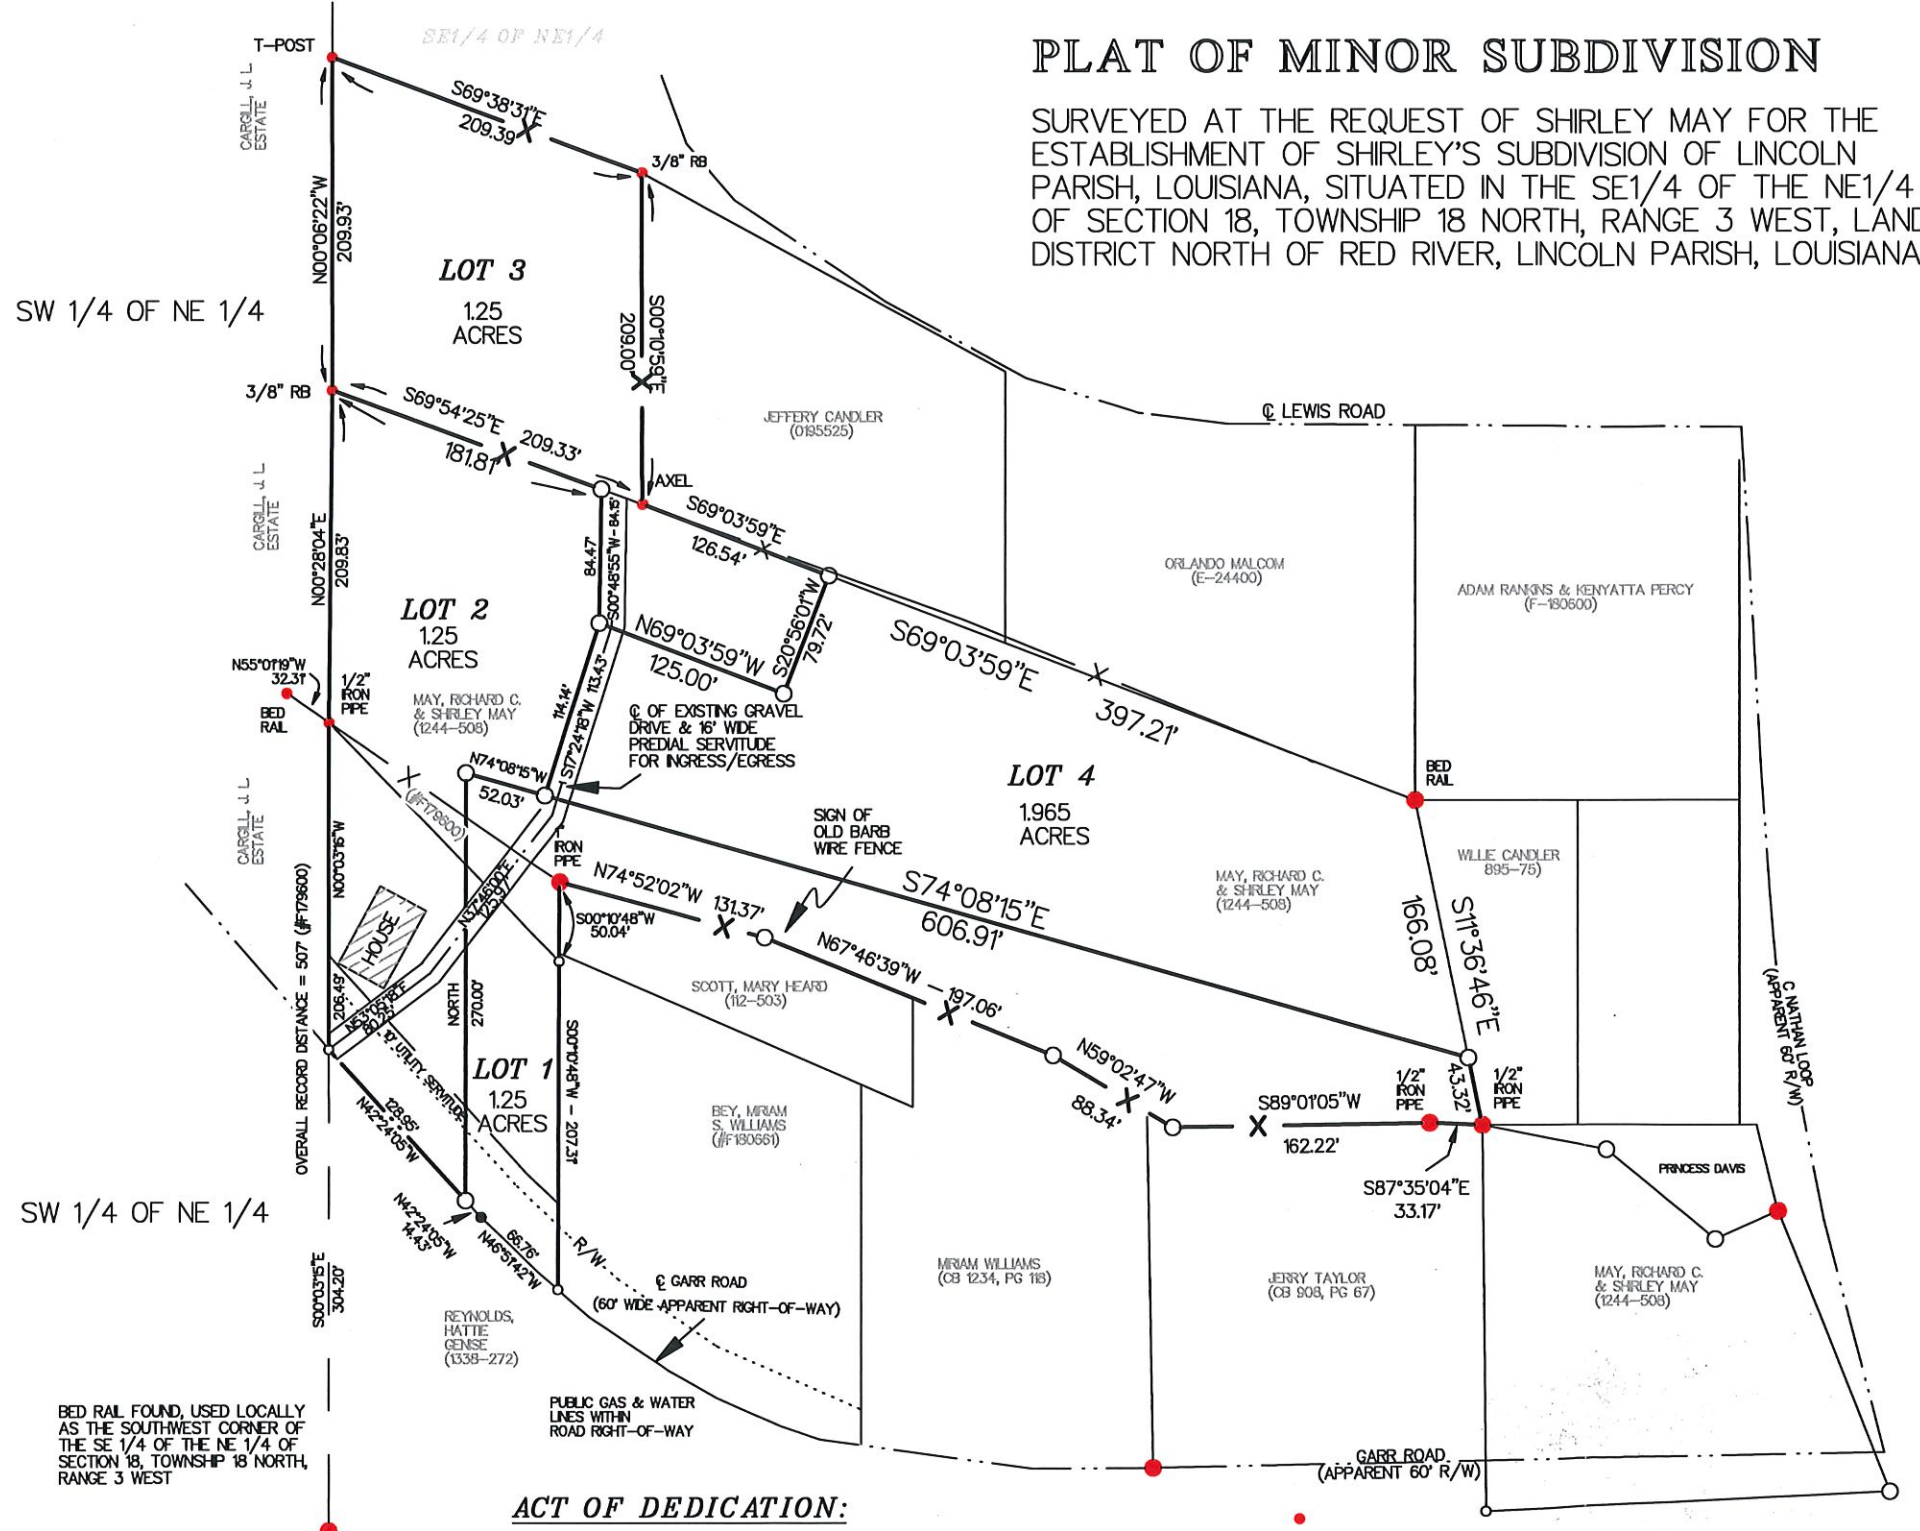 SE1/4 OF NE1/4
PLAT OF MINOR SUBDIVISION
SURVEYED AT THE REQUEST OF SHIRLEY MAY FOR THE
ESTABLISHMENT OF SHIRLEY'S SUBDIVISION OF LINCOLN
PARISH, LOUISIANA, SITUATED IN THE SE1/4 OF THE NE1/4
OF SECTION 18, TOWNSHIP 18 NORTH, RANGE 3 WEST, LAND
DISTRICT NORTH OF RED RIVER, LINCOLN PARISH, LOUISIANA
T-POST
CARGILL, J. L.
ESTATE
S69°38'31"E
209.39'
3/8" RB
N00°06'22"W
209.93'
LOT 3
1.25
ACRES
SW 1/4 OF NE 1/4
S00°10'59"E
209.00'
3/8" RB
S69°54'25"E
209.33'
181.81'
AXEL
JEFFERY CANDLER
(0195525)
℄ LEWIS ROAD
CARGILL, J. L.
ESTATE
N00°28'04"E
209.83'
84.47'
S00°48'55"W-84.15'
S69°03'59"E
126.54'
S20°56'01"W
79.72'
N69°03'59"W
125.00'
S69°03'59"E
397.21'
ORLANDO MALCOM
(E-24400)
ADAM RANKINS & KENYATTA PERCY
(F-180600)
LOT 2
1.25
ACRES
N55°01'19"W
32.31'
BED
RAIL
1/2"
IRON
PIPE
MAY, RICHARD C.
& SHIRLEY MAY
(1244-508)
114.14'
S17°24'18"W 113.43'
℄ OF EXISTING GRAVEL
DRIVE & 16' WIDE
PREDIAL SERVITUDE
FOR INGRESS/EGRESS
N74°08'15"W
52.03'
(#F179600)
LOT 4
1.965
ACRES
BED
RAIL
CARGILL, J. L.
ESTATE
N00°03'16"W
206.49'
OVERALL RECORD DISTANCE = 507' (#F179600)
HOUSE
N37°46'00"E
125.97'
1"
IRON
PIPE
SIGN OF
OLD BARB
WIRE FENCE
N74°52'02"W
131.37'
S00°10'48"W
50.04'
S74°08'15"E
606.91'
MAY, RICHARD C.
& SHIRLEY MAY
(1244-508)
WILLIE CANDLER
895-75)
S11°36'46"E
166.08'
N67°46'39"W - 197.06'
SCOTT, MARY HEARD
(112-503)
N53°05'18"E
80.25'
10' UTILITY SERVITUDE
NORTH
270.00'
S00°10'48"W - 207.31'
LOT 1
1.25
ACRES
128.95'
N42°24'05"W
BEY, MIRIAM
S. WILLIAMS
(#F180661)
N59°02'47"W
88.34'
S89°01'05"W
162.22'
1/2"
IRON
PIPE
43.32'
1/2"
IRON
PIPE
S87°35'04"E
33.17'
C NATHAN LOOP
(APPARENT 60' R/W)
PRINCESS DAVIS
SW 1/4 OF NE 1/4
N42°24'05"W
14.43'
66.76'
N46°51'42"W
R/W
℄ GARR ROAD
(60' WIDE APPARENT RIGHT-OF-WAY)
S00°03'15"E
304.20'
REYNOLDS,
HATTIE
GENISE
(1338-272)
MIRIAM WILLIAMS
(CB 1234, PG 118)
JERRY TAYLOR
(CB 908, PG 67)
MAY, RICHARD C.
& SHIRLEY MAY
(1244-508)
PUBLIC GAS & WATER
LINES WITHIN
ROAD RIGHT-OF-WAY
BED RAIL FOUND, USED LOCALLY
AS THE SOUTHWEST CORNER OF
THE SE 1/4 OF THE NE 1/4 OF
SECTION 18, TOWNSHIP 18 NORTH,
RANGE 3 WEST
GARR ROAD
(APPARENT 60' R/W)
ACT OF DEDICATION: